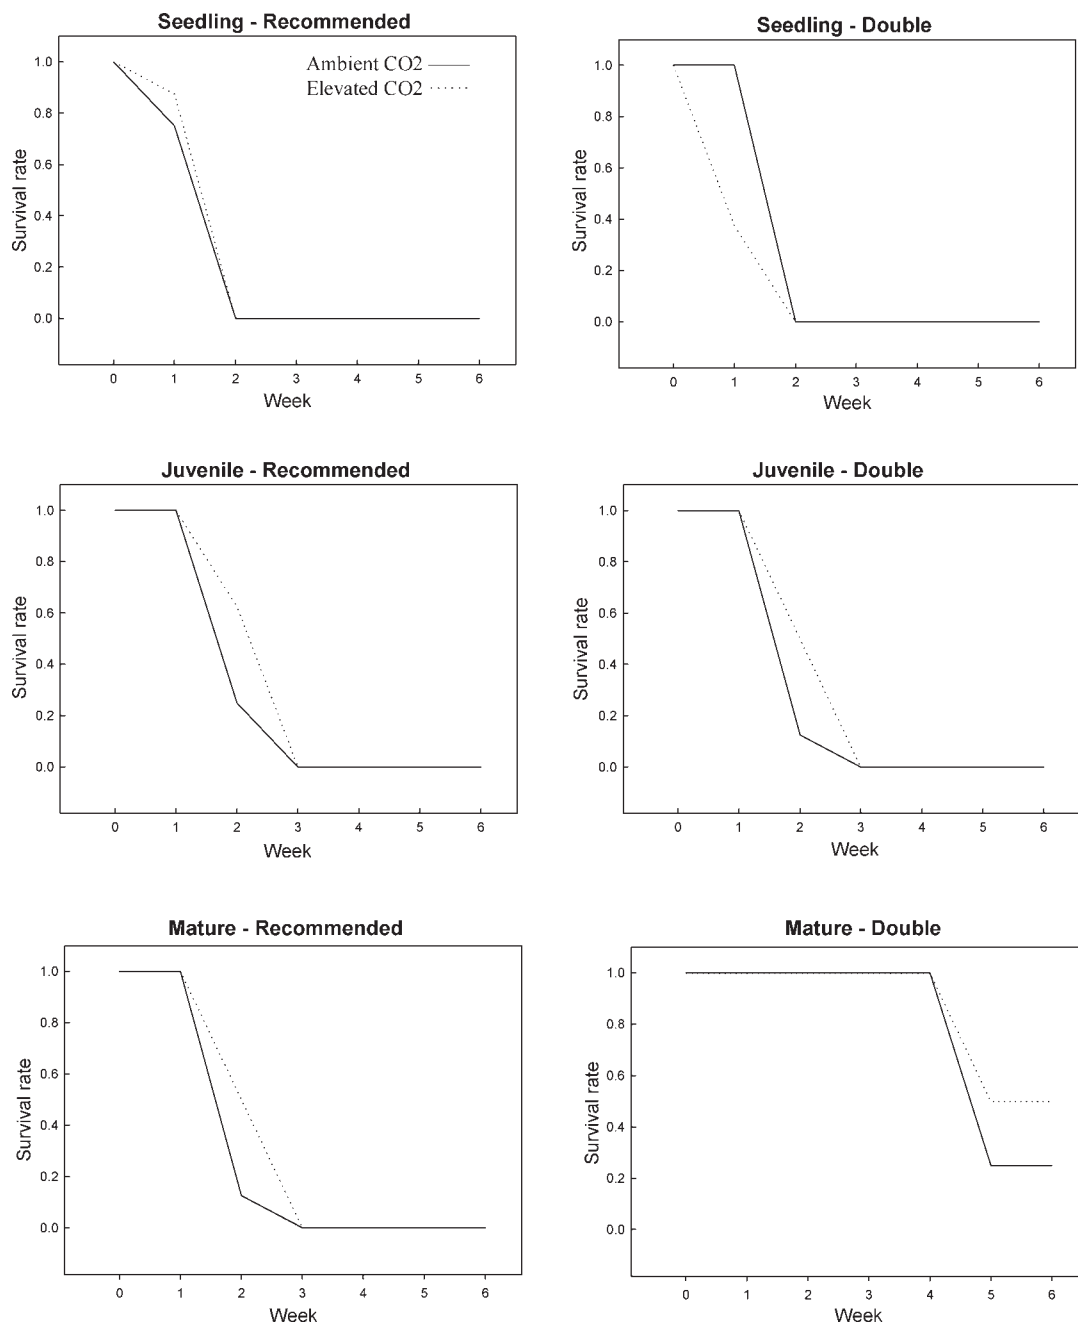 Seedling - Recommended
Ambient CO2
Elevated CO2
Survival rate
1.0
0.8
0.6
0.4
0.2
0.0
0 1 2 3 4 5 6
Week
Seedling - Double
Survival rate
1.0
0.8
0.6
0.4
0.2
0.0
0 1 2 3 4 5 6
Week
Juvenile - Recommended
Survival rate
1.0
0.8
0.6
0.4
0.2
0.0
0 1 2 3 4 5 6
Week
Juvenile - Double
Survival rate
1.0
0.8
0.6
0.4
0.2
0.0
0 1 2 3 4 5 6
Week
Mature - Recommended
Survival rate
1.0
0.8
0.6
0.4
0.2
0.0
0 1 2 3 4 5 6
Week
Mature - Double
Survival rate
1.0
0.8
0.6
0.4
0.2
0.0
0 1 2 3 4 5 6
Week